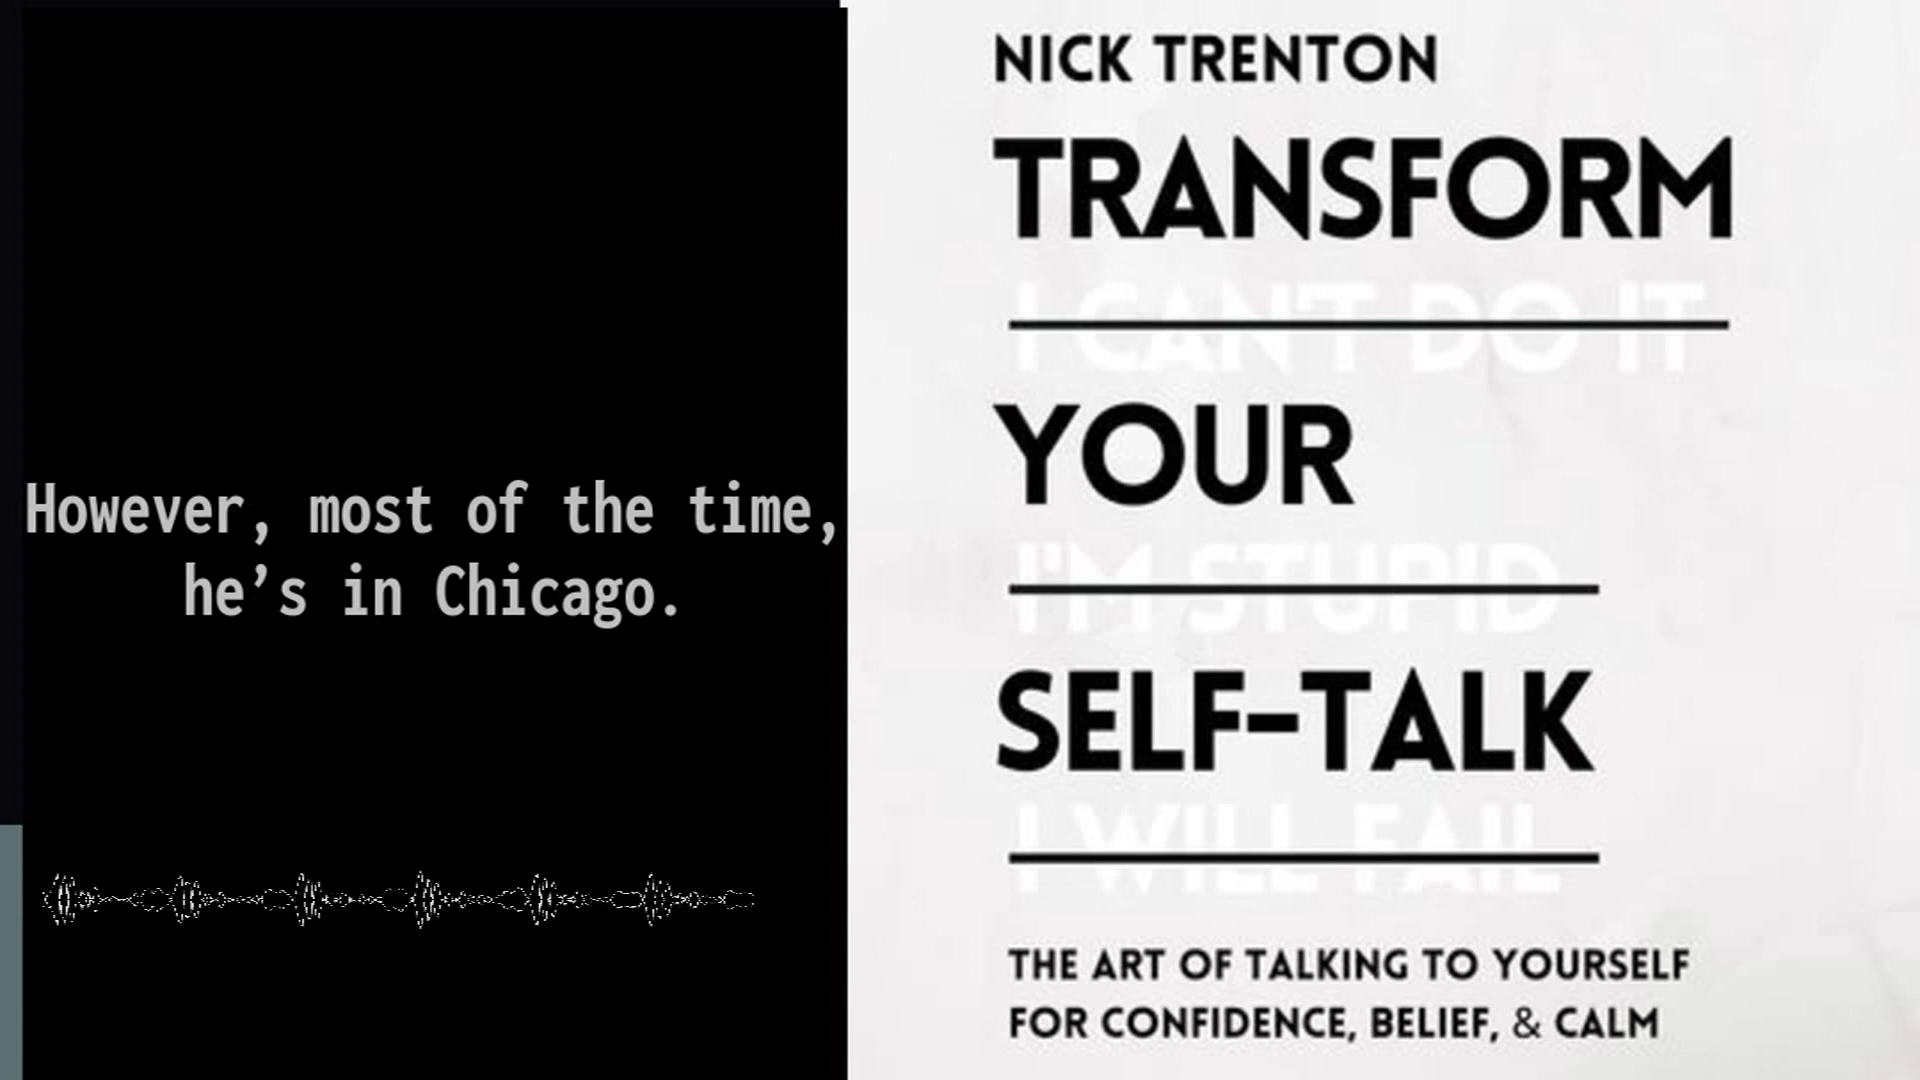 However, most of the time,
he’s in Chicago.
NICK TRENTON
TRANSFORM
I CAN'T DO IT
YOUR
I'M STUPID
SELF-TALK
I WILL FAIL
THE ART OF TALKING TO YOURSELF
FOR CONFIDENCE, BELIEF, & CALM